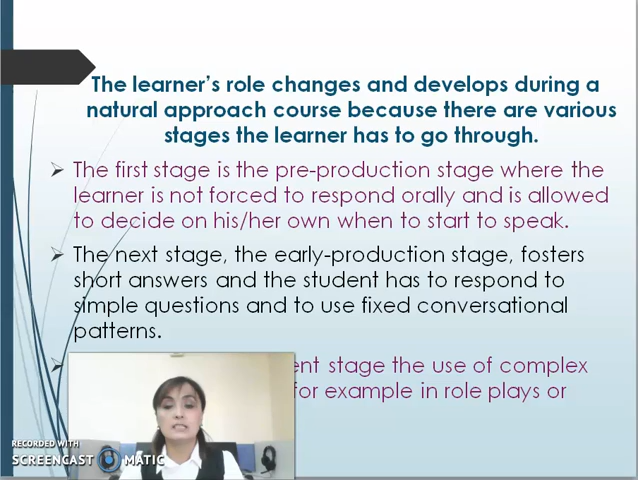 The learner's role changes and develops during a
natural approach course because there are various
stages the learner has to go through.
The first stage is the pre-production stage where the
learner is not forced to respond orally and is allowed
to decide on his/her own when to start to speak.
The next stage, the early-production stage, fosters
short answers and the student has to respond to
simple questions and to use fixed conversational
patterns.
stage the use of complex
for example in role plays or
RECORDED WITH
SCREENCAST MATIC